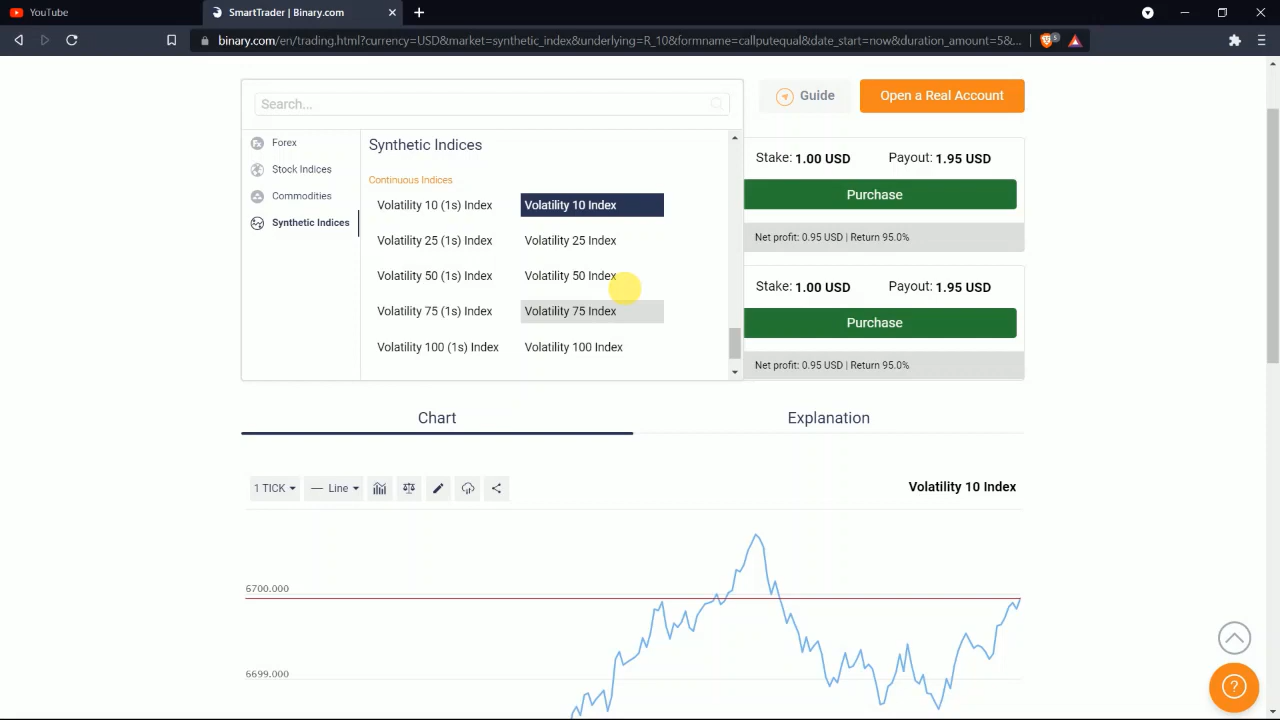 YouTube
SmartTrader | Binary.com
binary.com/en/trading.html?currency=USD&market=synthetic_index&underlying=R_10&formname=callputequal&date_start=now&duration_amount=5&...
5
Search...
Guide
Open a Real Account
Forex
Stock Indices
Commodities
Synthetic Indices
Synthetic Indices
Continuous Indices
Volatility 10 (1s) Index Volatility 10 Index
Volatility 25 (1s) Index Volatility 25 Index
Volatility 50 (1s) Index Volatility 50 Index
Volatility 75 (1s) Index Volatility 75 Index
Volatility 100 (1s) Index Volatility 100 Index
Stake: 1.00 USD Payout: 1.95 USD
Purchase
Net profit: 0.95 USD | Return 95.0%
Stake: 1.00 USD Payout: 1.95 USD
Purchase
Net profit: 0.95 USD | Return 95.0%
Chart Explanation
1 TICK Line
Volatility 10 Index
6700.000
6699.000
?